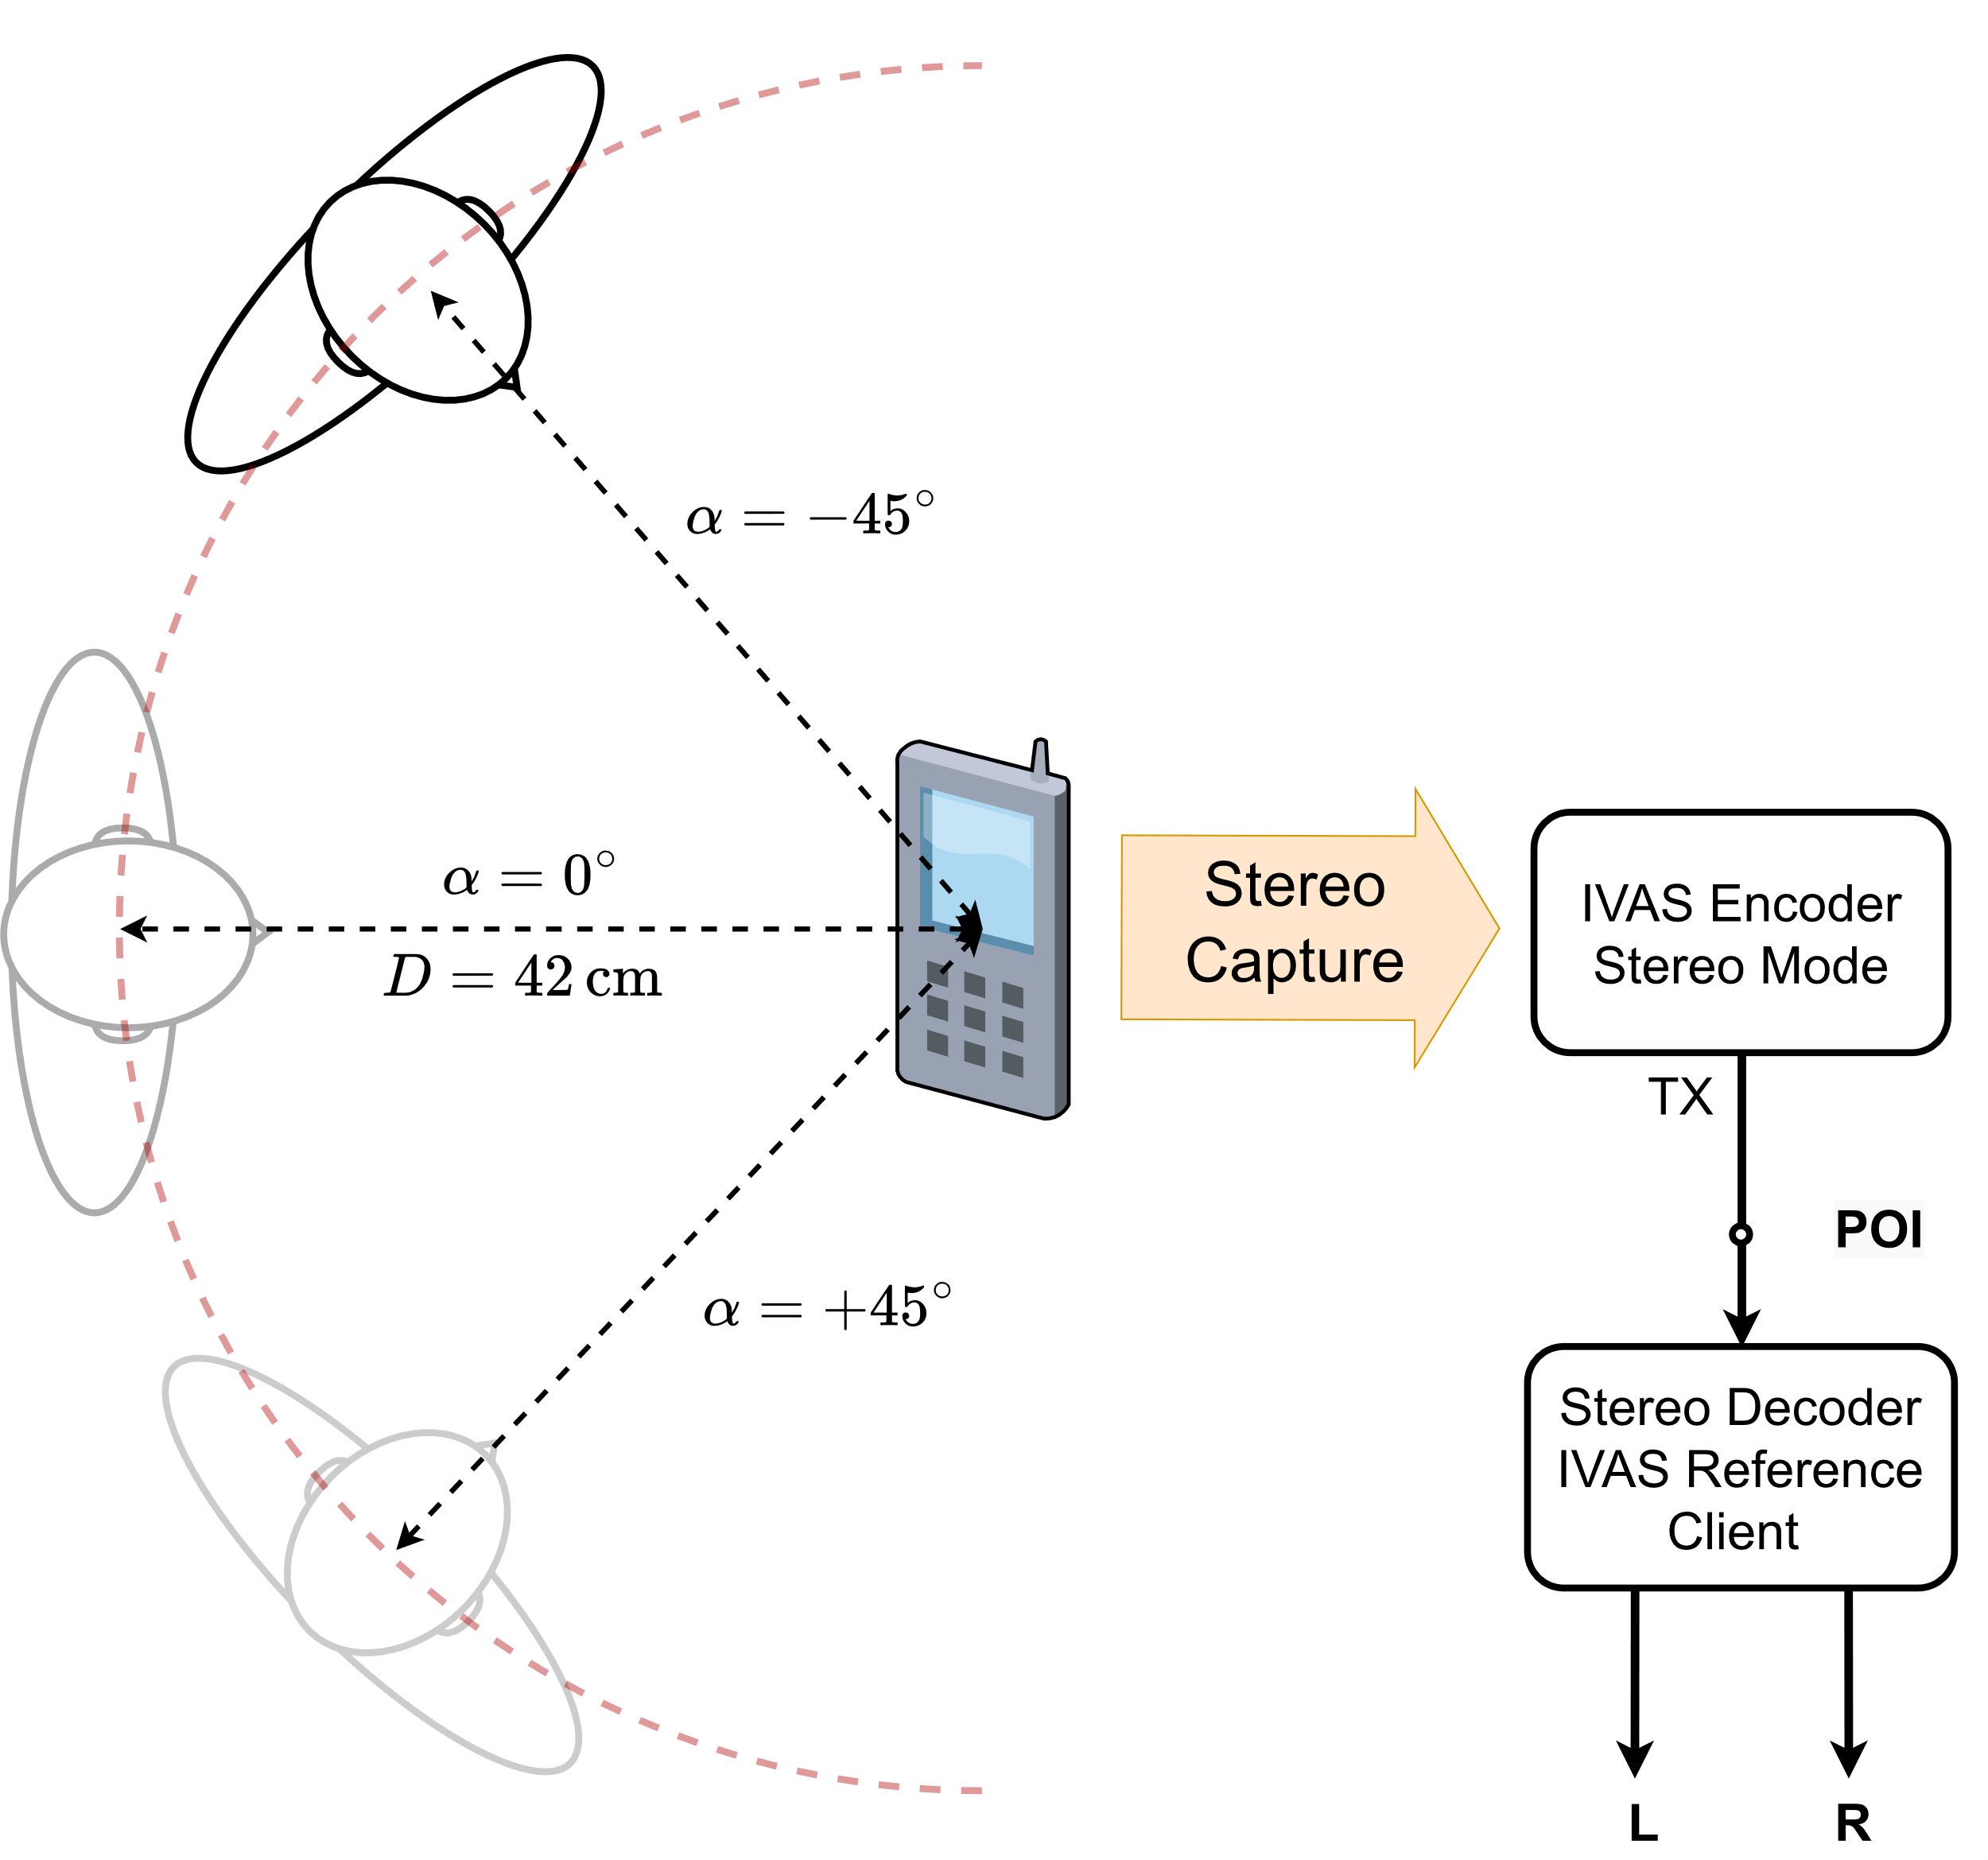 α = −45°
α = 0°
D = 42 cm
α = +45°
Stereo
Capture
IVAS Encoder
Stereo Mode
TX
POI
Stereo Decoder
IVAS Reference
Client
L R